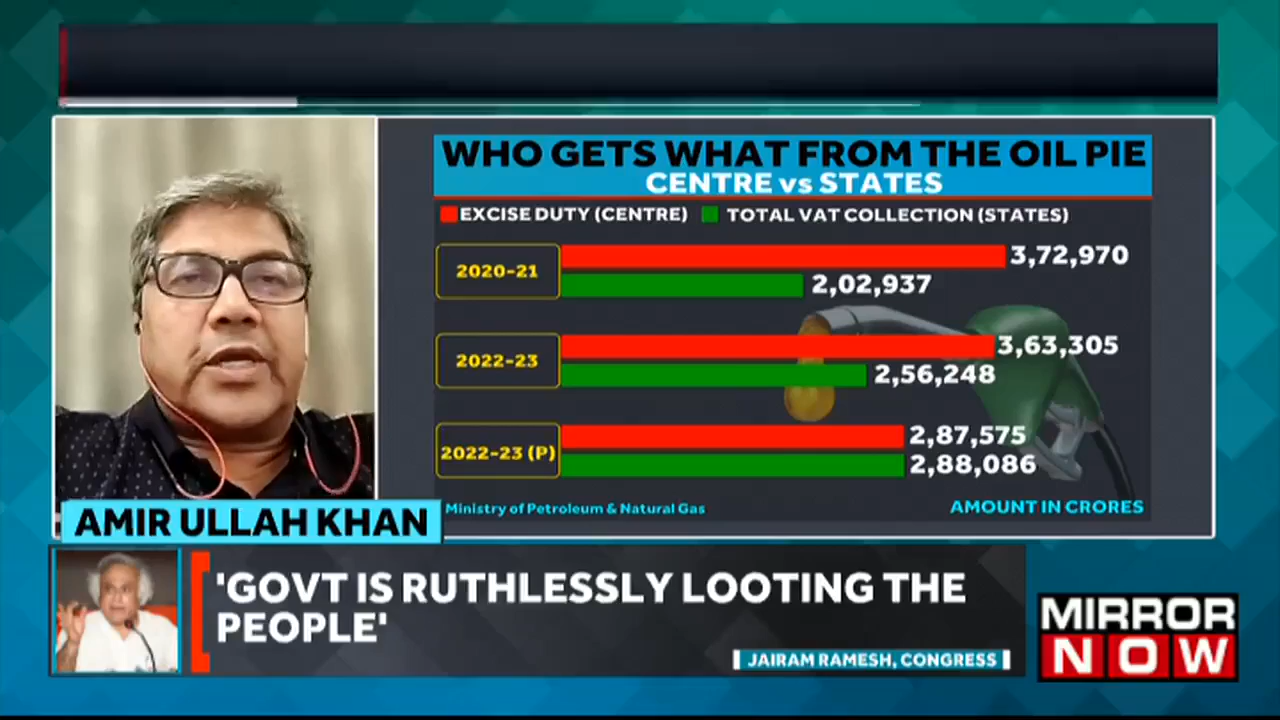 WHO GETS WHAT FROM THE OIL PIE
CENTRE vs STATES
EXCISE DUTY (CENTRE) TOTAL VAT COLLECTION (STATES)
2020-21
3,72,970
2,02,937
2022-23
3,63,305
2,56,248
2022-23 (P)
2,87,575
2,88,086
Ministry of Petroleum & Natural Gas
AMOUNT IN CRORES
AMIR ULLAH KHAN
'GOVT IS RUTHLESSLY LOOTING THE
PEOPLE'
JAIRAM RAMESH, CONGRESS
MIRROR
NOW